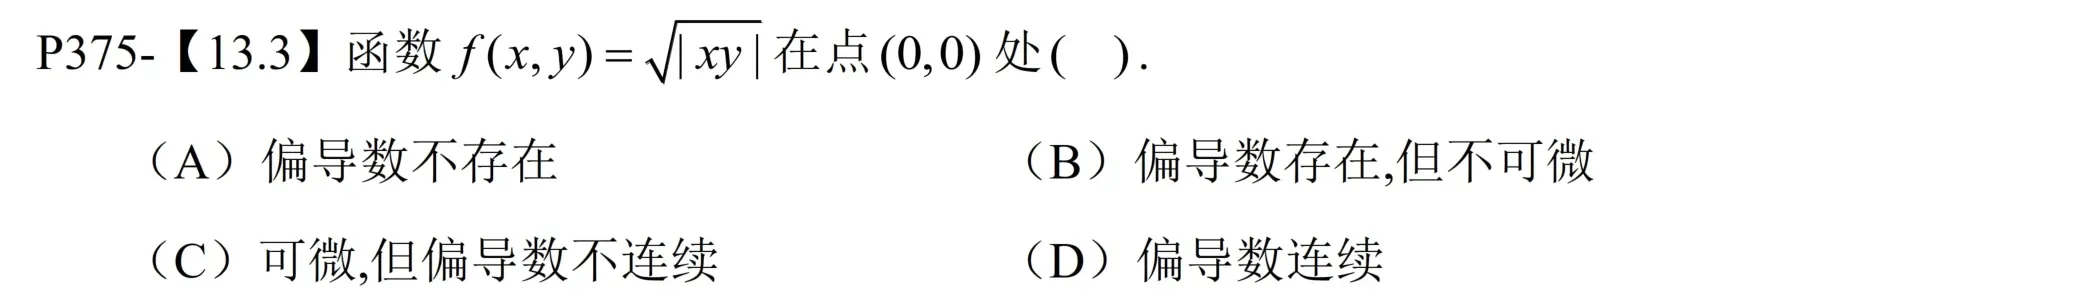 P375-【13.3】函数 f(x,y)=√|xy| 在点(0,0)处(  ).
（A）偏导数不存在 （B）偏导数存在,但不可微
（C）可微,但偏导数不连续 （D）偏导数连续